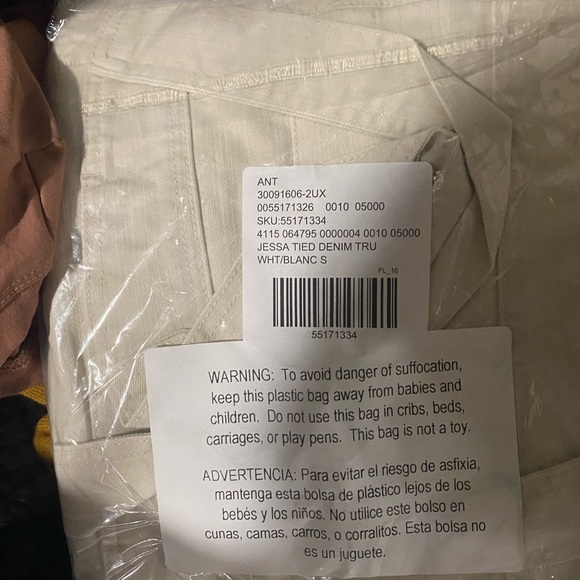 ANT
30091606-2UX
0055171326 0010 05000
SKU:55171334
4115 064795 0000004 0010 05000
JESSA TIED DENIM TRU
WHT/BLANC S
FL_16
55171334
WARNING: To avoid danger of suffocation,
keep this plastic bag away from babies and
children. Do not use this bag in cribs, beds,
carriages, or play pens. This bag is not a toy.
ADVERTENCIA: Para evitar el riesgo de asfixia,
mantenga esta bolsa de plástico lejos de los
bebés y los niños. No utilice este bolso en
cunas, camas, carros, o corralitos. Esta bolsa no
es un juguete.